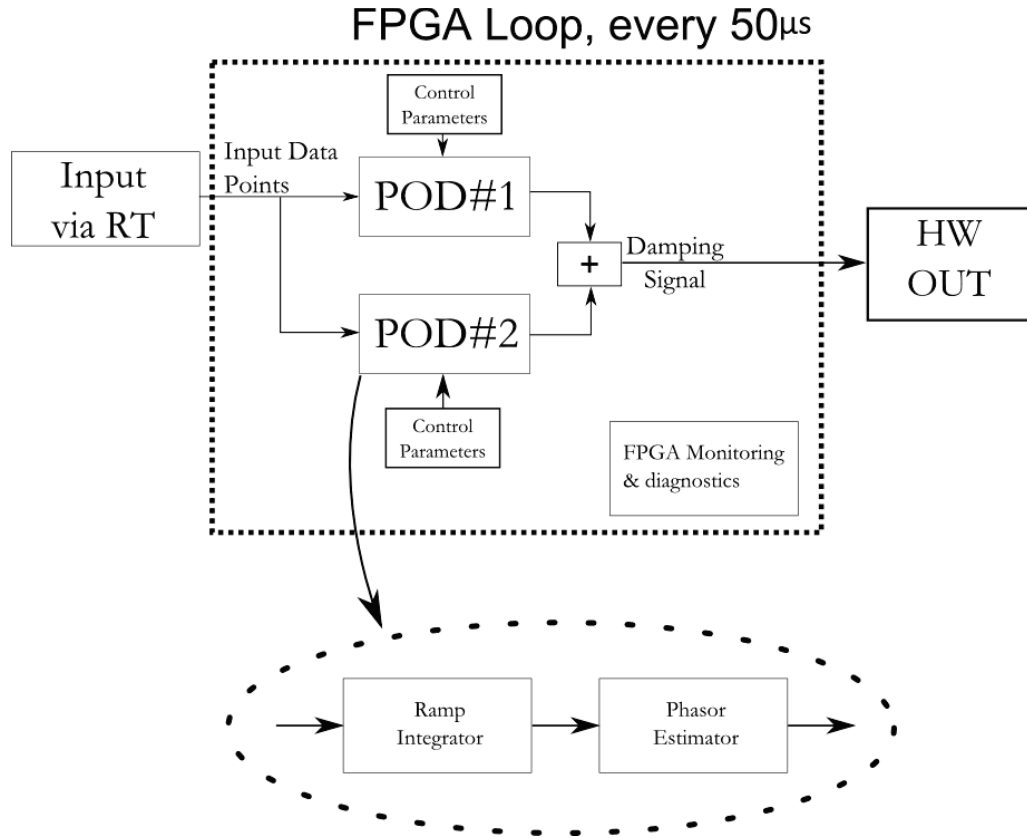 FPGA Loop, every 50µs
Control
Parameters
Input
via RT
Input Data
Points
POD#1
+
Damping
Signal
HW
OUT
POD#2
Control
Parameters
FPGA Monitoring
& diagnostics
Ramp
Integrator
Phasor
Estimator